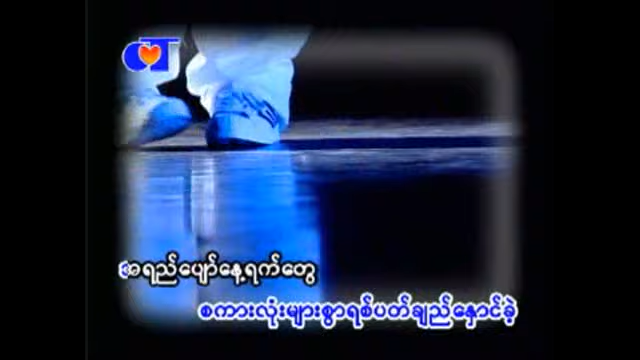 CT
အရည်ပျော်နေ့ရက်တွေ
စကားလုံးများစွာရစ်ပတ်ချည်နှောင်ခဲ့